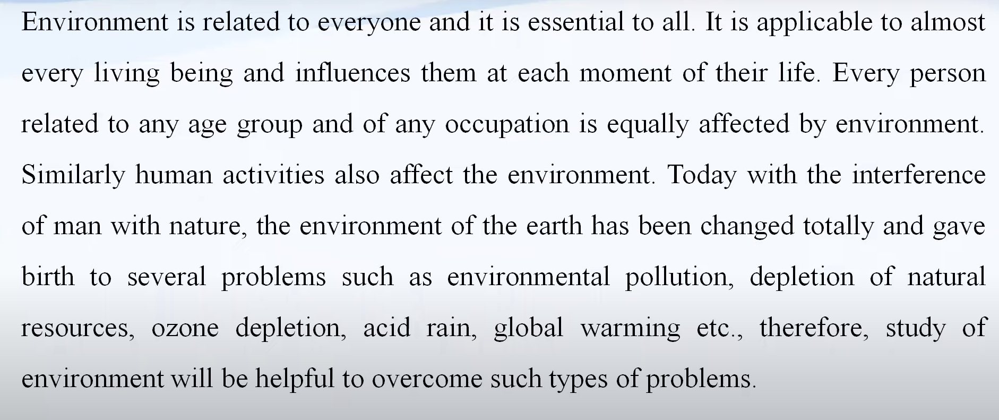 Environment is related to everyone and it is essential to all. It is applicable to almost
every living being and influences them at each moment of their life. Every person
related to any age group and of any occupation is equally affected by environment.
Similarly human activities also affect the environment. Today with the interference
of man with nature, the environment of the earth has been changed totally and gave
birth to several problems such as environmental pollution, depletion of natural
resources, ozone depletion, acid rain, global warming etc., therefore, study of
environment will be helpful to overcome such types of problems.